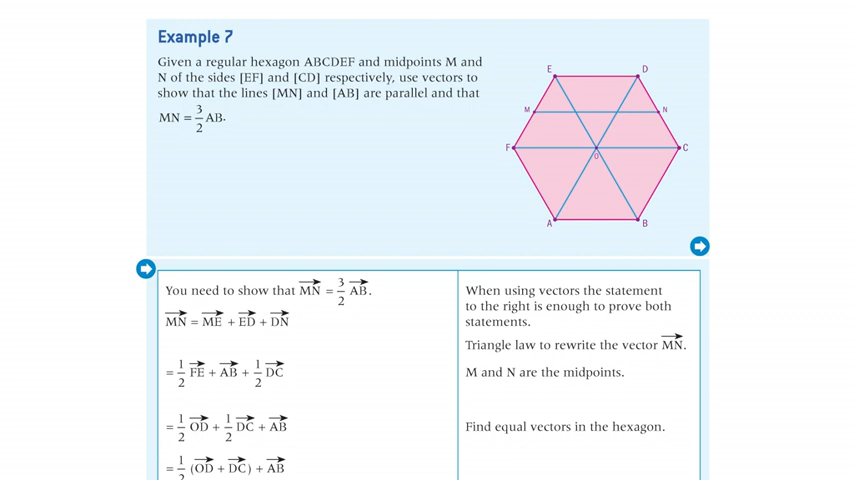 Example 7
Given a regular hexagon ABCDEF and midpoints M and
N of the sides [EF] and [CD] respectively, use vectors to
show that the lines [MN] and [AB] are parallel and that
MN = 3/2 AB.
E D
M N
F O C
A B
You need to show that →MN = 3/2 →AB.
→MN = →ME + →ED + →DN
= 1/2 →FE + →AB + 1/2 →DC
= 1/2 →OD + 1/2 →DC + →AB
= 1/2 (→OD + →DC) + →AB
When using vectors the statement
to the right is enough to prove both
statements.
Triangle law to rewrite the vector →MN.
M and N are the midpoints.
Find equal vectors in the hexagon.